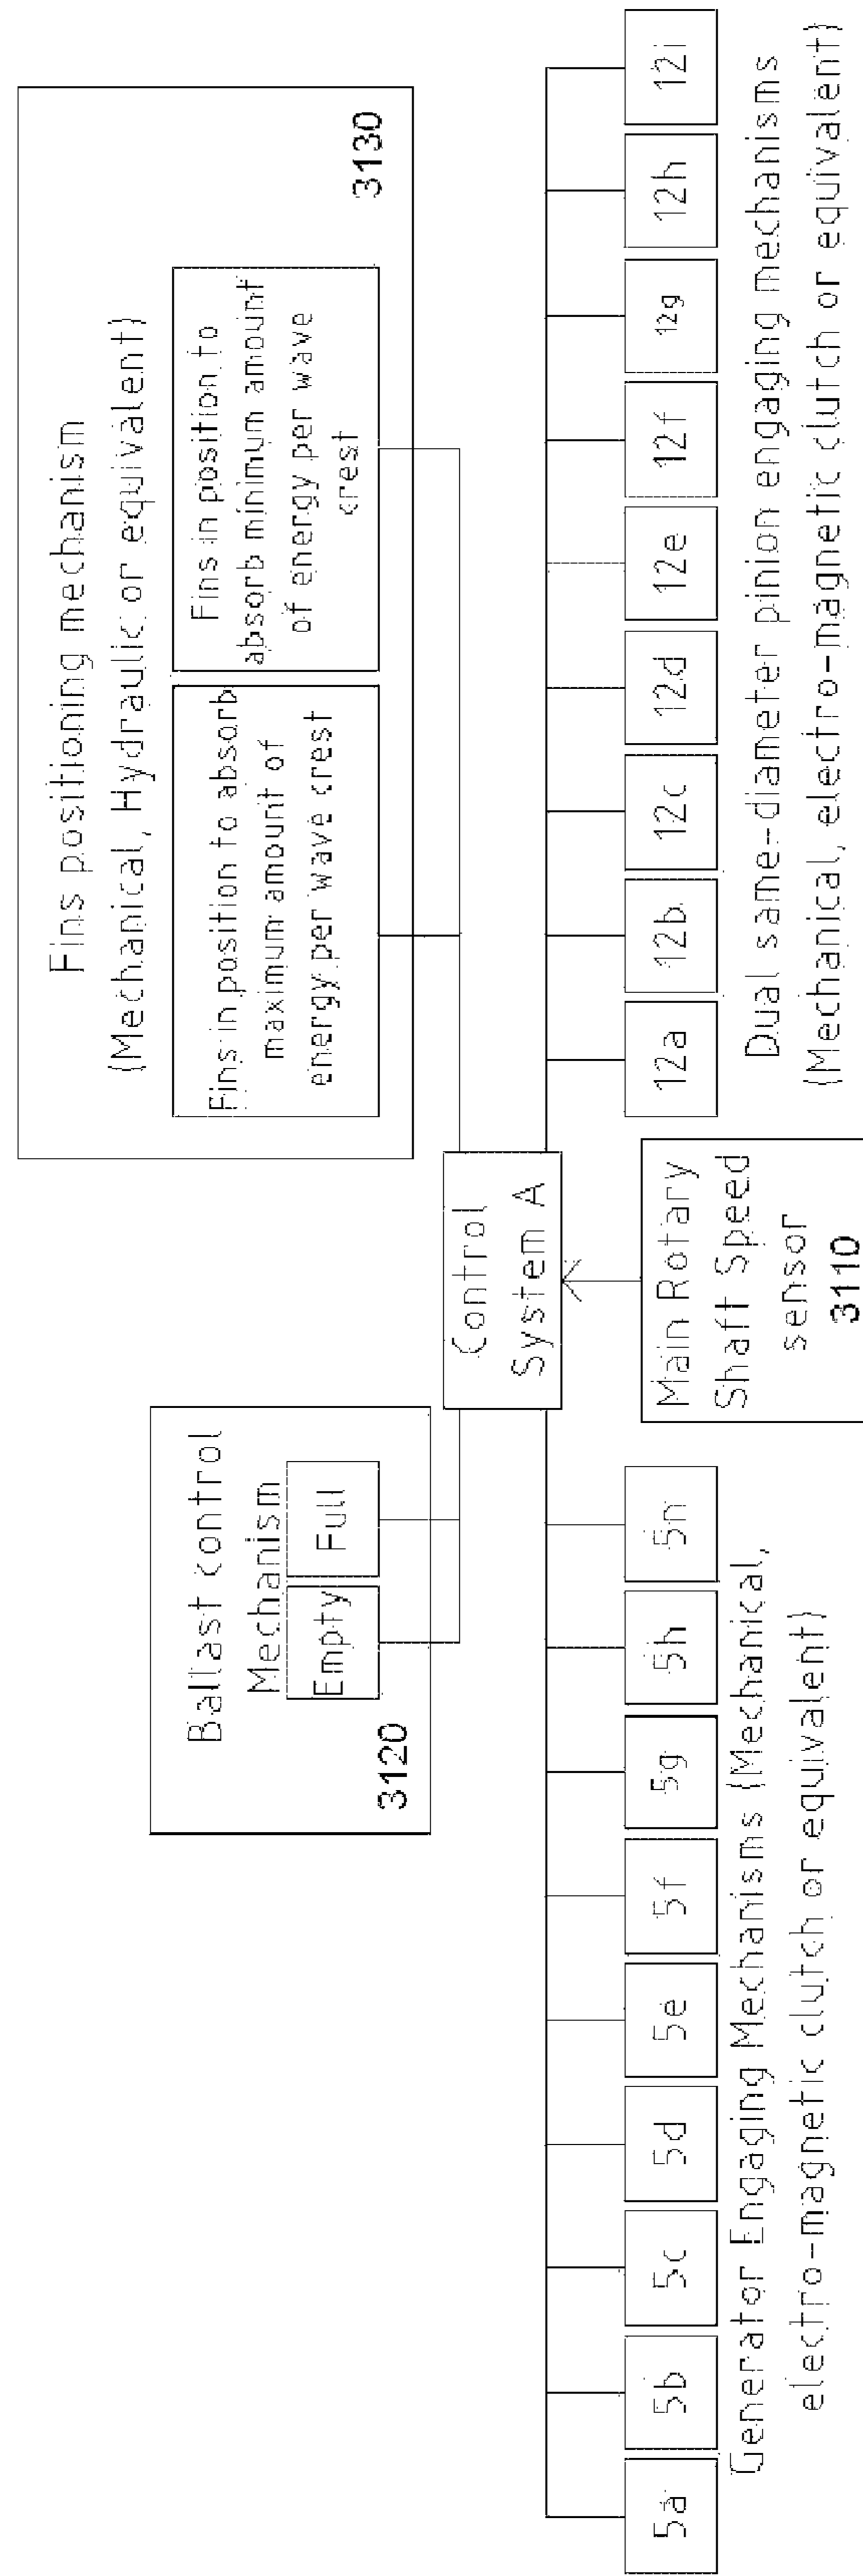 Fins positioning mechanism
(Mechanical, Hydraulic or equivalent)
Fins in position to absorb
maximum amount of
energy per wave crest
Fins in position to
absorb minimum amount
of energy per wave
crest
3130
Ballast control
Mechanism
Empty
Full
3120
Control
System A
Main Rotary
Shaft Speed
sensor
3110
5a
5b
5c
5d
5e
5f
5g
5h
5n
Generator Engaging Mechanisms (Mechanical,
electro-magnetic clutch or equivalent)
12a
12b
12c
12d
12e
12f
12g
12h
12i
Dual same-diameter pinion engaging mechanisms
(Mechanical, electro-magnetic clutch or equivalent)